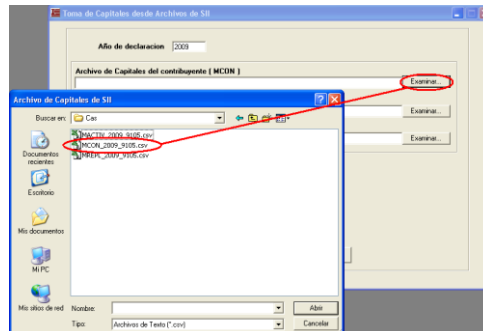 Toma de Capitales desde Archivos de SII
Año de declaracion 2009
Archivo de Capitales del contribuyente ( MCON )
Examinar...
Archivo de Capitales de SII
Buscar en: Cas
Examinar...
MACTIV_2009_9105.csv
MCON_2009_9105.csv
Examinar...
MREPL_2009_9105.csv
Documentos
recientes
Escritorio
Mis documentos
Mi PC
Mis sitios de red
Nombre:
Abrir
Tipo: Archivos de Texto (*.csv)
Cancelar